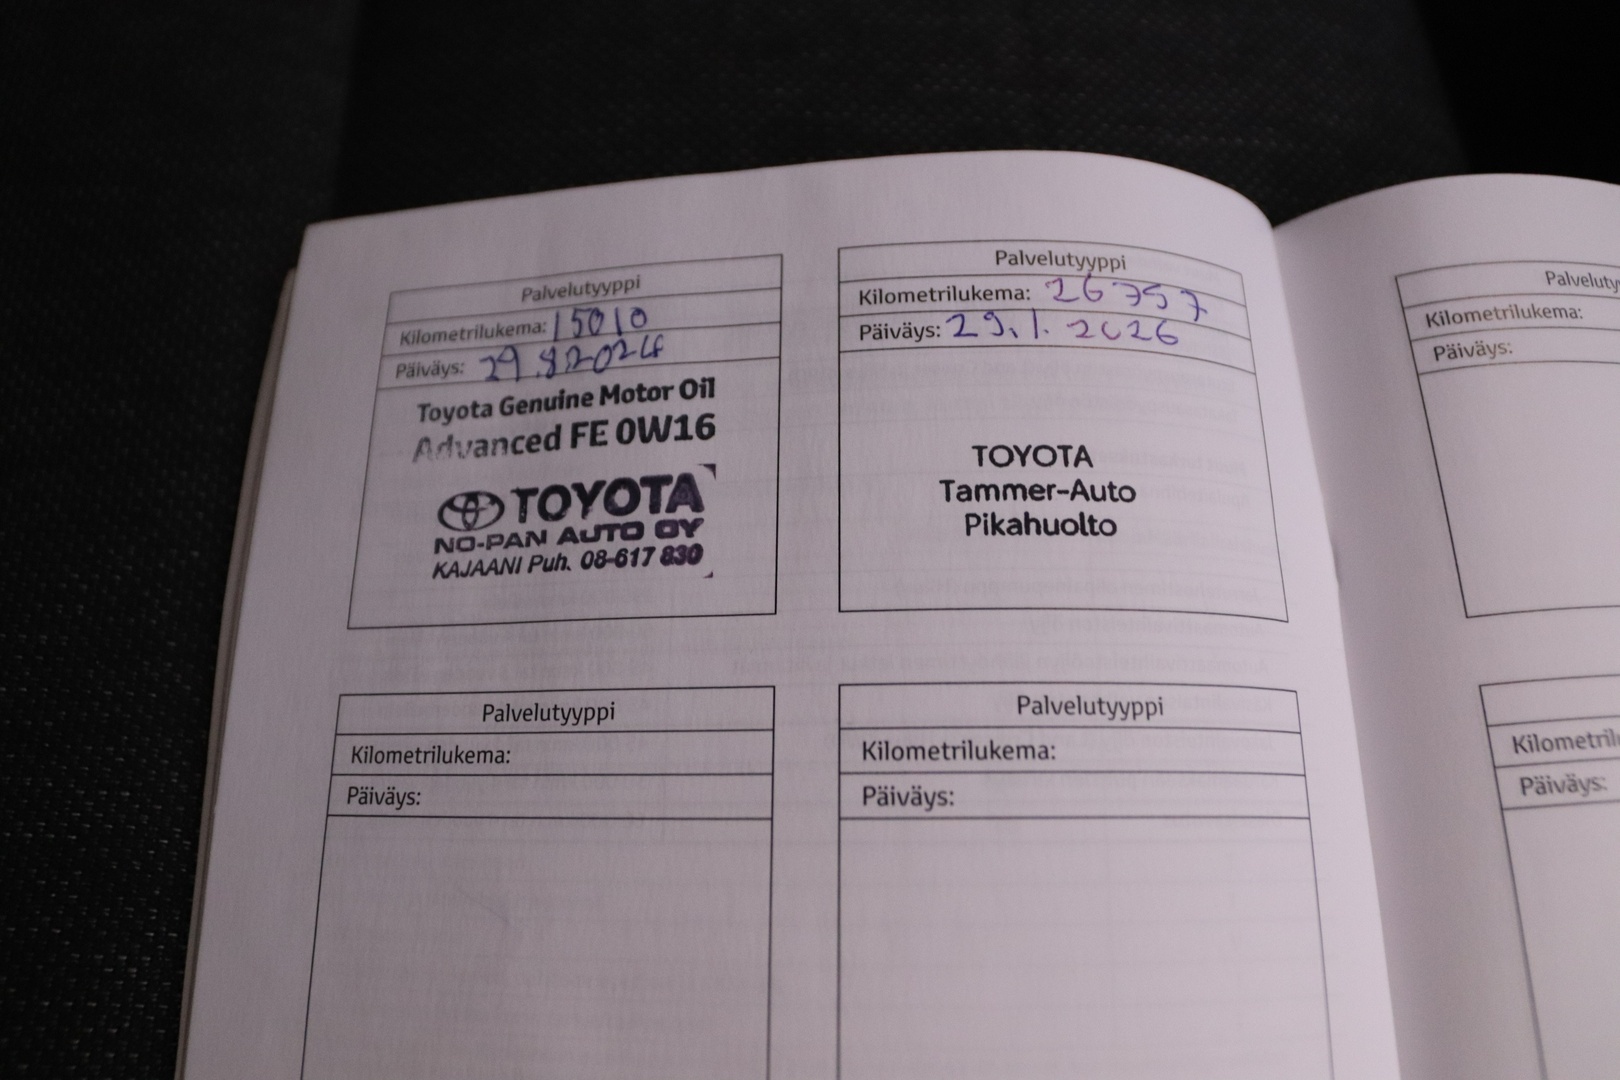 Palvelutyyppi
Kilometrilukema: 15010
Päiväys: 29.8.2024
Toyota Genuine Motor Oil
Advanced FE 0W16
TOYOTA
NO-PAN AUTO OY
KAJAANI Puh. 08-617 830
Palvelutyyppi
Kilometrilukema: 26757
Päiväys: 29.1.2026
TOYOTA
Tammer-Auto
Pikahuolto
Kilometrilukema:
Päiväys:
Palvelutyyppi
Kilometrilukema:
Päiväys:
Palvelutyyppi
Kilometrilukema:
Päiväys:
Päiväys: